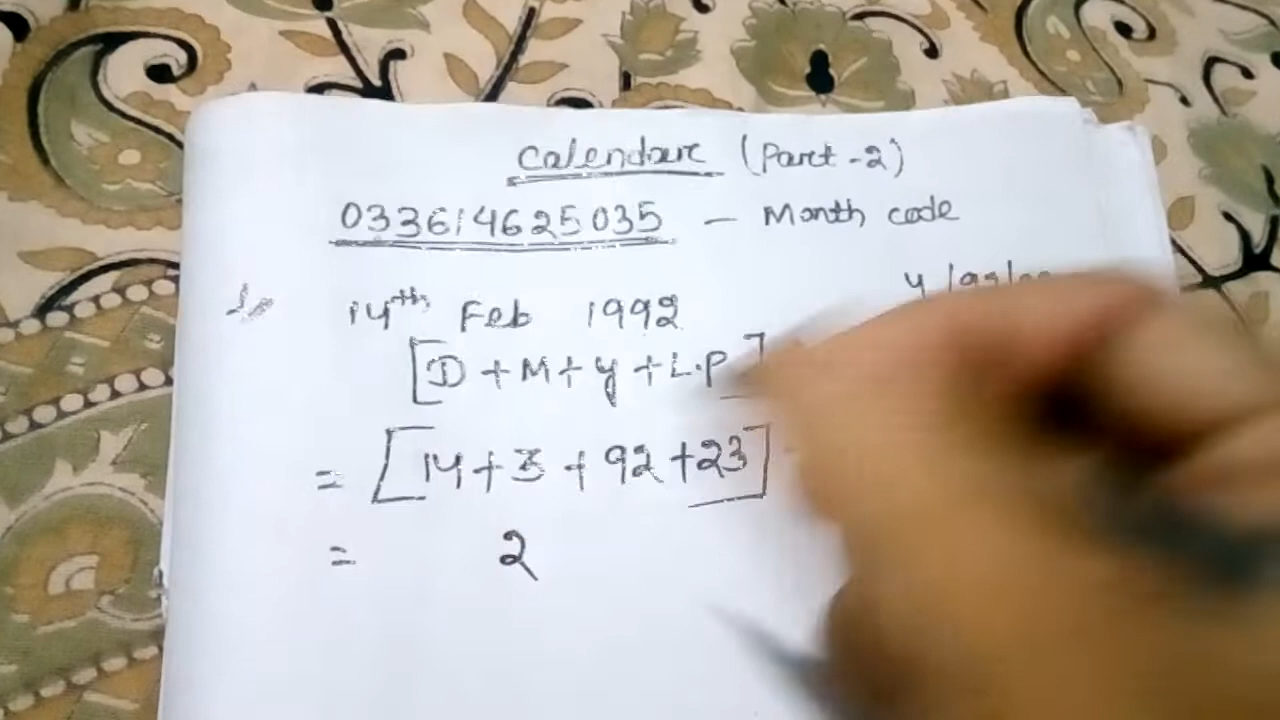 Calendar (Part-2)
033614625035 - Month code
14th Feb 1992
[D+M+y+L.P]
= [14+3+92+23]
= 2